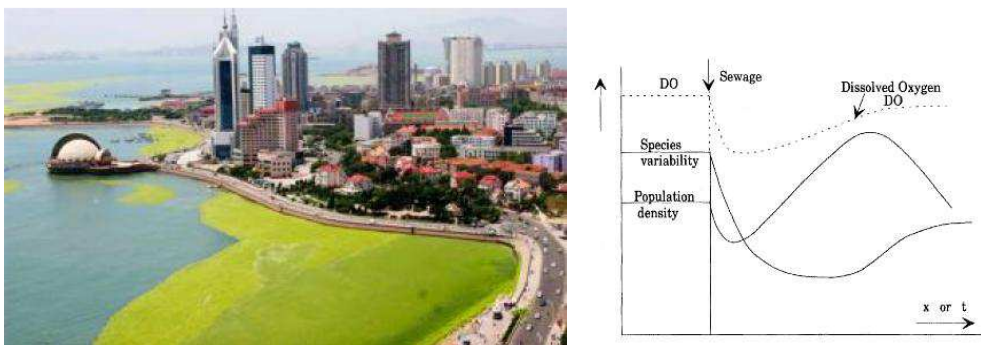 DO
Sewage
Dissolved Oxygen
DO
Species
variability
Population
density
x or t